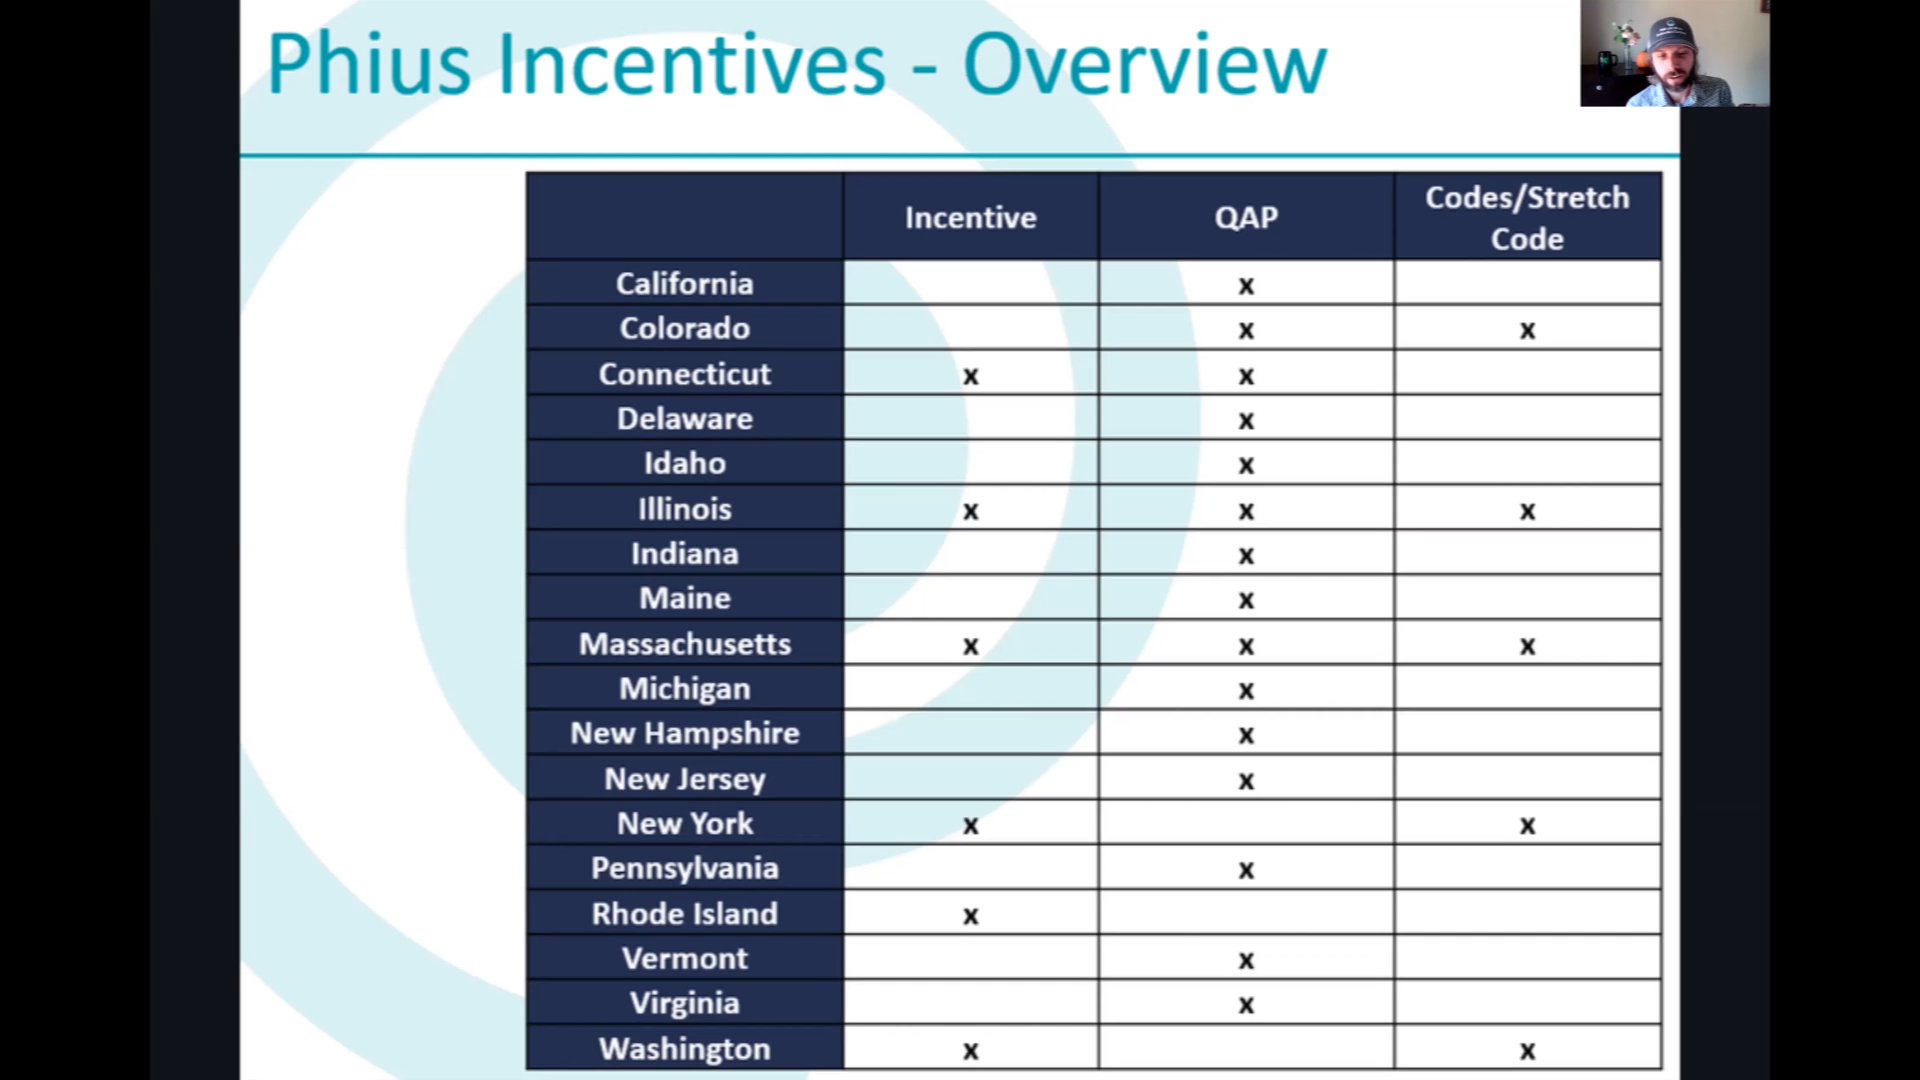 Phius Incentives - Overview
Incentive QAP Codes/Stretch Code
California x
Colorado x x
Connecticut x x
Delaware x
Idaho x
Illinois x x x
Indiana x
Maine x
Massachusetts x x x
Michigan x
New Hampshire x
New Jersey x
New York x x
Pennsylvania x
Rhode Island x
Vermont x
Virginia x
Washington x x